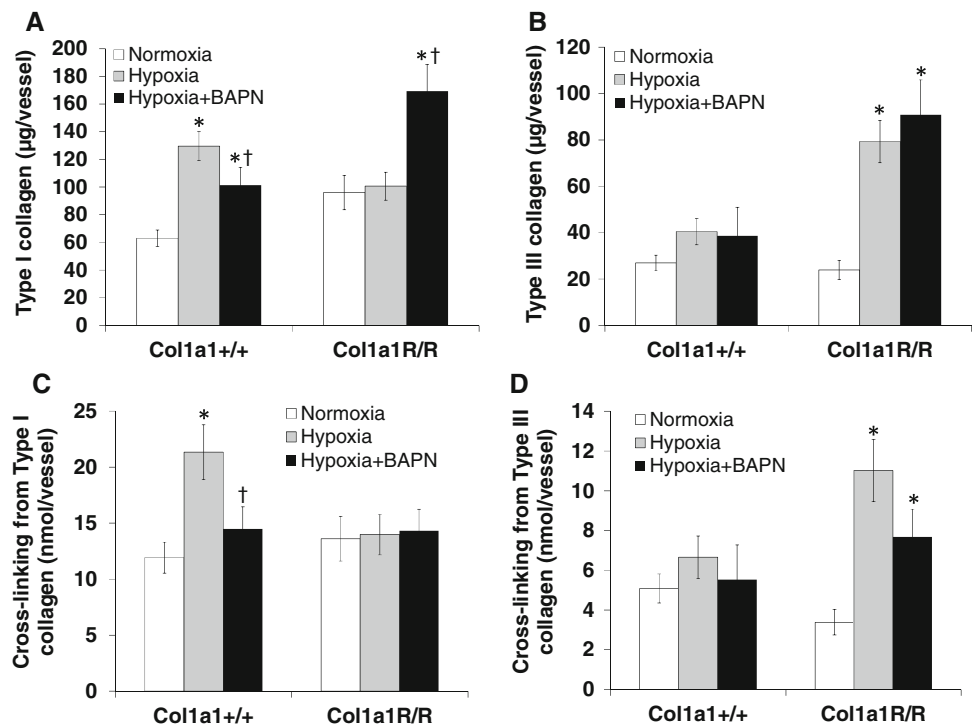 A
Type I collagen (µg/vessel)
200
180
160
140
120
100
80
60
40
20
0
Normoxia
Hypoxia
Hypoxia+BAPN
*
*†
*†
Col1a1+/+
Col1a1R/R
B
Type III collagen (µg/vessel)
120
100
80
60
40
20
0
Normoxia
Hypoxia
Hypoxia+BAPN
*
*
Col1a1+/+
Col1a1R/R
C
Cross-linking from Type I
collagen (nmol/vessel)
25
20
15
10
5
0
Normoxia
Hypoxia
Hypoxia+BAPN
*
†
Col1a1+/+
Col1a1R/R
D
Cross-linking from Type III
collagen (nmol/vessel)
14
12
10
8
6
4
2
0
Normoxia
Hypoxia
Hypoxia+BAPN
*
*
Col1a1+/+
Col1a1R/R